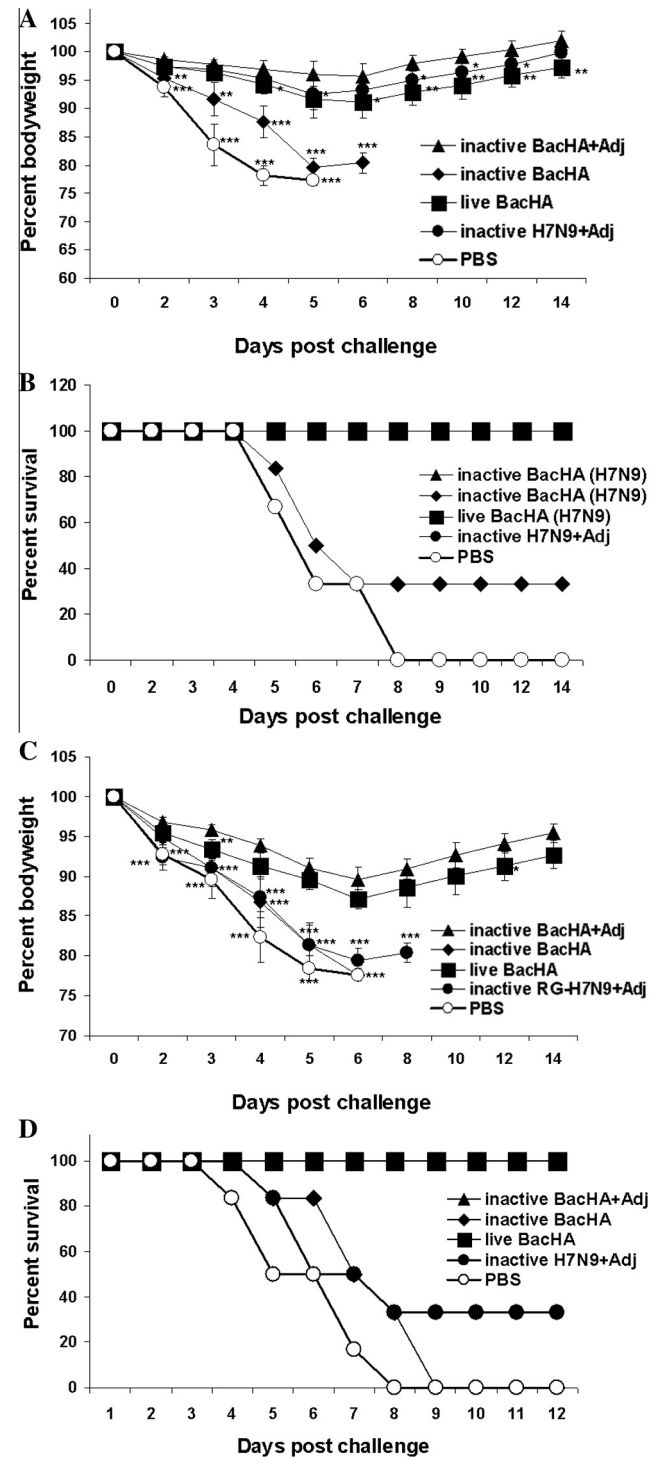 A
105
100
95
90
85
80
75
70
65
60
Percent bodyweight
** ** * * * * *
*** *** * ** ** **
*** *** ***
*** ***
inactive BacHA+Adj
inactive BacHA
live BacHA
inactive H7N9+Adj
PBS
0 2 3 4 5 6 8 10 12 14
Days post challenge
B
120
100
80
60
40
20
0
Percent survival
inactive BacHA (H7N9)
inactive BacHA (H7N9)
live BacHA (H7N9)
inactive H7N9+Adj
PBS
0 2 3 4 5 6 7 8 9 10 12 14
Days post challenge
C
105
100
95
90
85
80
75
70
Percent bodyweight
*** *** ** *
*** *** ***
*** *** *** *** *** ***
*** ***
inactive BacHA+Adj
inactive BacHA
live BacHA
inactive RG-H7N9+Adj
PBS
0 2 3 4 5 6 8 10 12 14
Days post challenge
D
100
80
60
40
20
0
Percent survival
inactive BacHA+Adj
inactive BacHA
live BacHA
inactive H7N9+Adj
PBS
1 2 3 4 5 6 7 8 9 10 11 12
Days post challenge